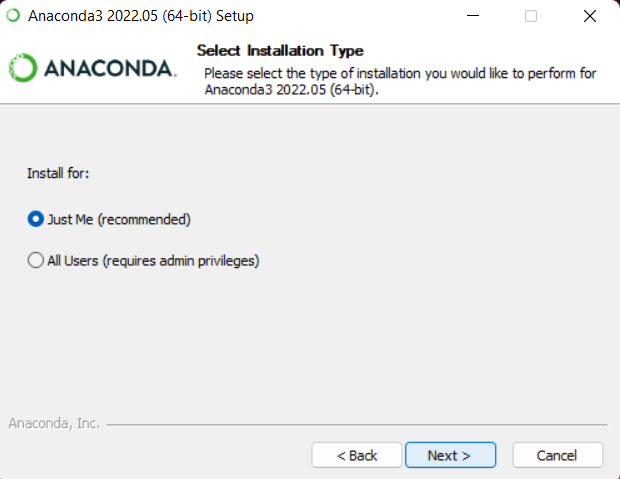 Anaconda3 2022.05 (64-bit) Setup
ANACONDA.
Select Installation Type
Please select the type of installation you would like to perform for
Anaconda3 2022.05 (64-bit).
Install for:
Just Me (recommended)
All Users (requires admin privileges)
Anaconda, Inc.
< Back
Next >
Cancel